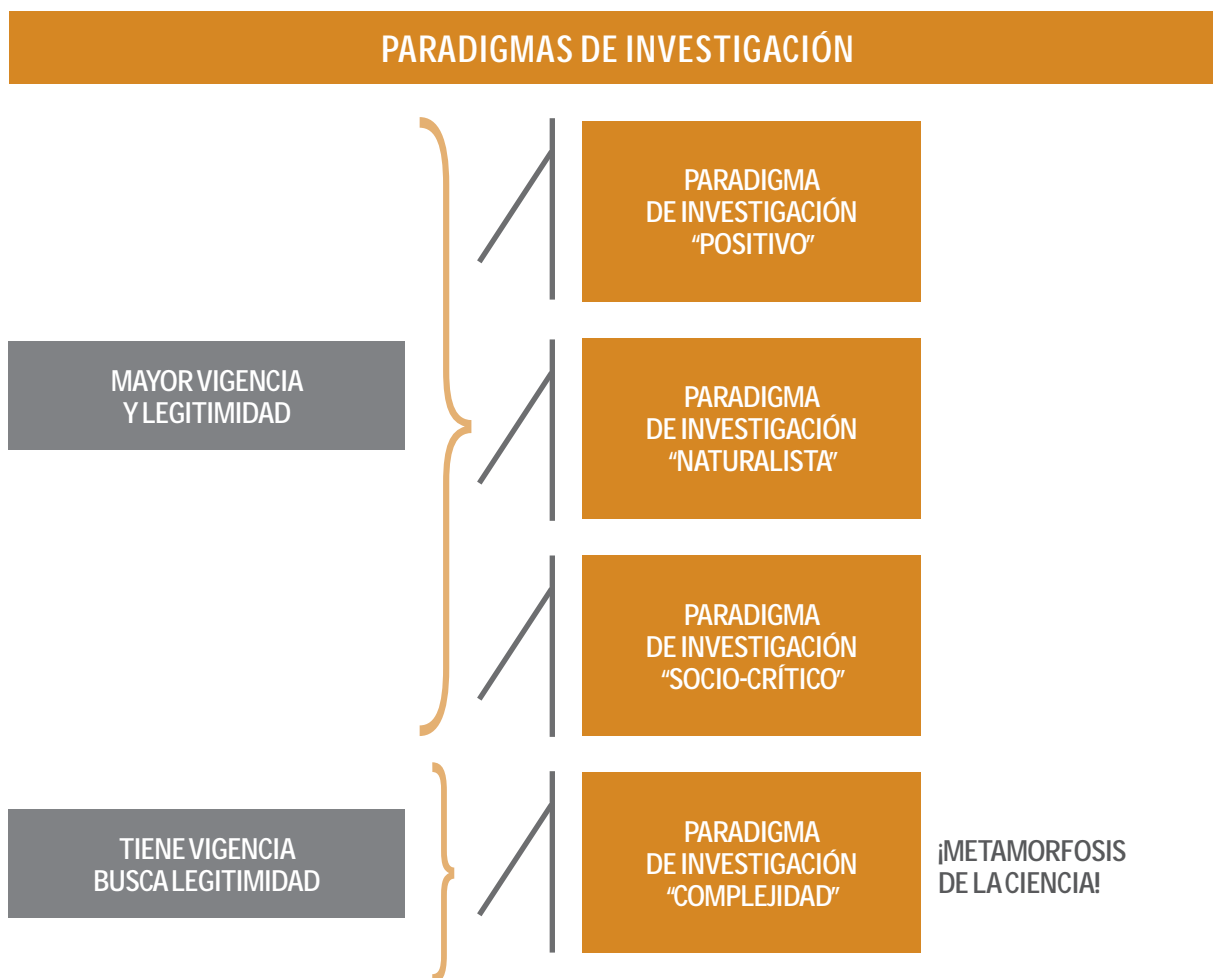 PARADIGMAS DE INVESTIGACIÓN
PARADIGMA
DE INVESTIGACIÓN
“POSITIVO”
MAYOR VIGENCIA
Y LEGITIMIDAD
PARADIGMA
DE INVESTIGACIÓN
“NATURALISTA”
PARADIGMA
DE INVESTIGACIÓN
“SOCIO-CRÍTICO”
TIENE VIGENCIA
BUSCA LEGITIMIDAD
PARADIGMA
DE INVESTIGACIÓN
“COMPLEJIDAD”
¡METAMORFOSIS
DE LA CIENCIA!